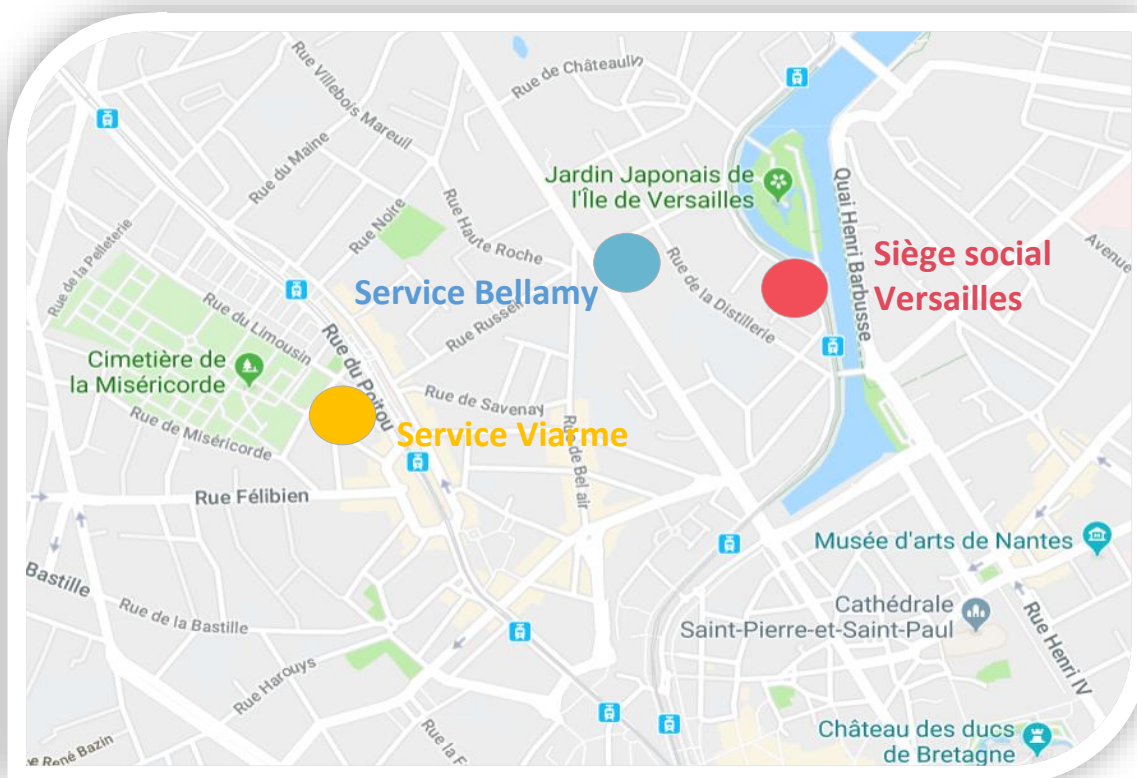 Rue de Châteaulin
Rue Villebois Mareuil
Rue du Maine
Jardin Japonais de
l'Île de Versailles
Quai Henri Barbusse
Rue Noire
Rue Haute Roche
Rue de la Pelleterie
Avenue
Siège social
Versailles
Service Bellamy
Rue de la Distillerie
Rue Russeil
Rue du Limousin
Rue du Poitou
Cimetière de
la Miséricorde
Rue de Savenay
Rue de Miséricorde
Service Viarme
Rue de Bel air
Rue Félibien
Musée d'arts de Nantes
Bastille
Rue de la Bastille
Cathédrale
Saint-Pierre-et-Saint-Paul
Rue Henri IV
Rue Harouys
Rue la F
Château des ducs
de Bretagne
René Bazin